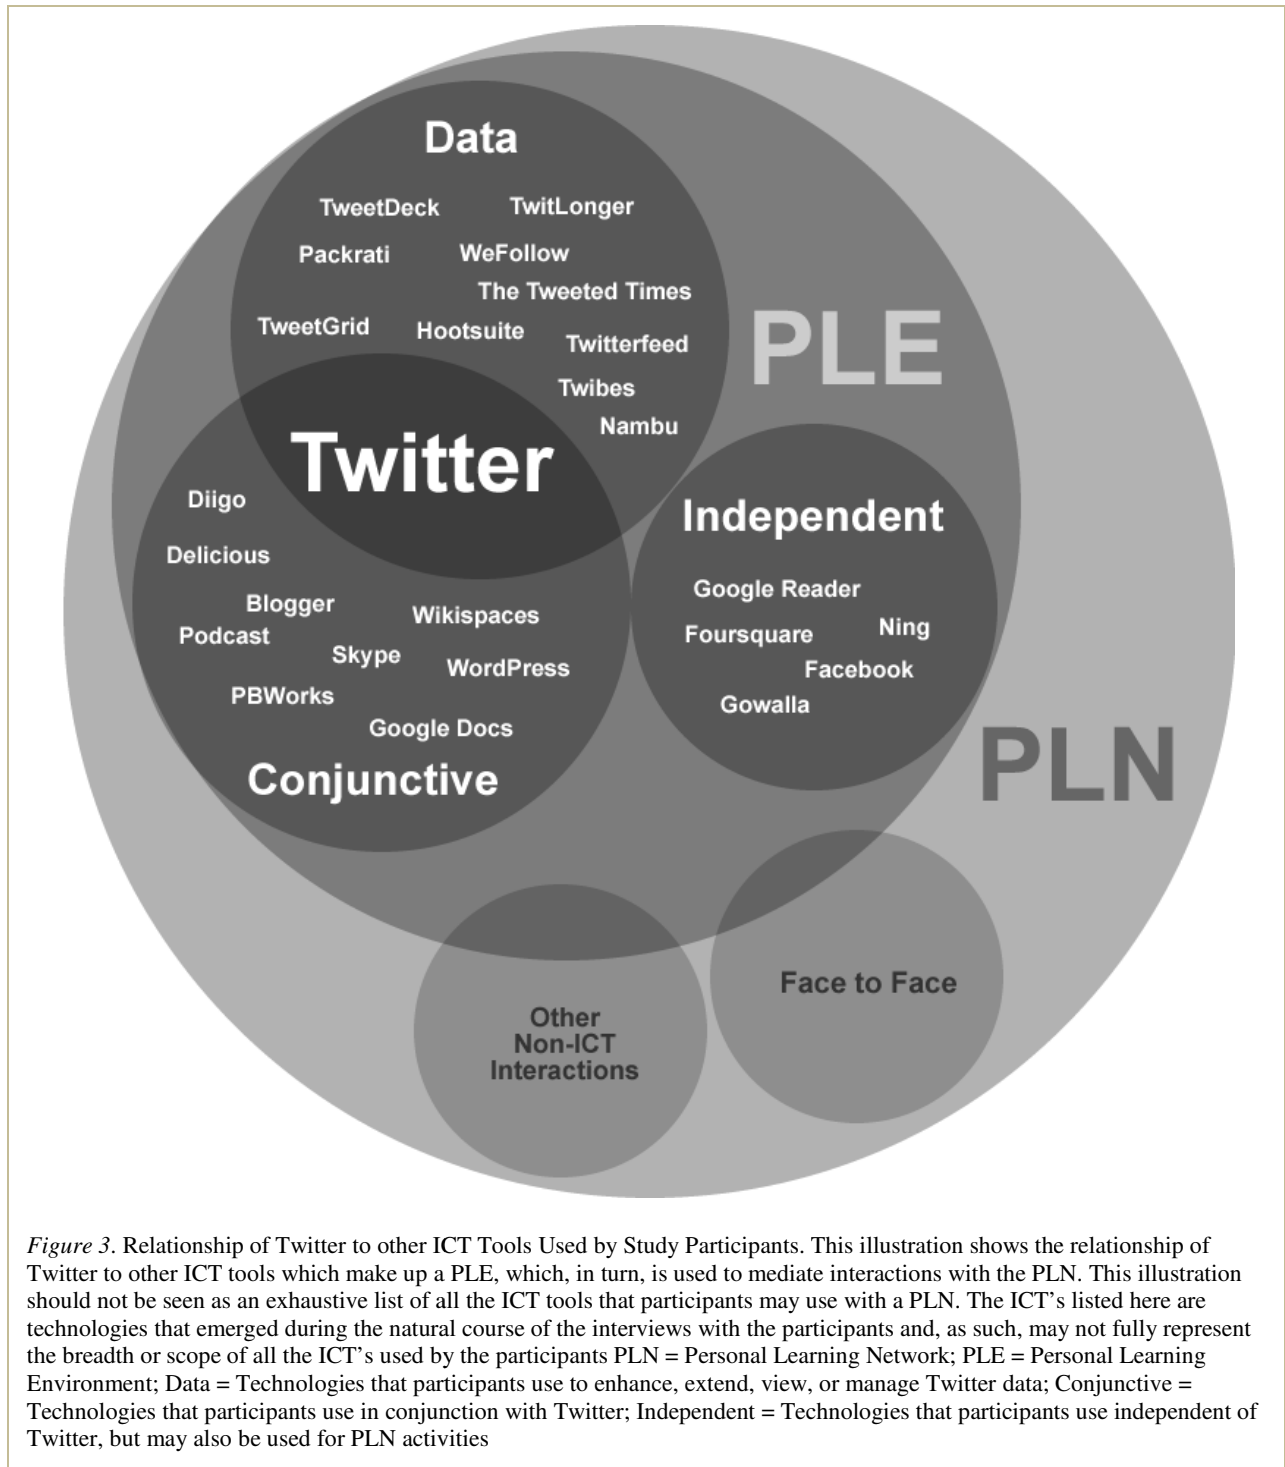 Data
TweetDeck TwitLonger
Packrati WeFollow
The Tweeted Times
TweetGrid Hootsuite Twitterfeed
Twibes
Nambu
PLE
Twitter
Diigo
Delicious
Blogger Wikispaces
Podcast
Skype WordPress
PBWorks
Google Docs
Conjunctive
Independent
Google Reader
Foursquare Ning
Facebook
Gowalla
PLN
Face to Face
Other
Non-ICT
Interactions
Figure 3. Relationship of Twitter to other ICT Tools Used by Study Participants. This illustration shows the relationship of
Twitter to other ICT tools which make up a PLE, which, in turn, is used to mediate interactions with the PLN. This illustration
should not be seen as an exhaustive list of all the ICT tools that participants may use with a PLN. The ICT's listed here are
technologies that emerged during the natural course of the interviews with the participants and, as such, may not fully represent
the breadth or scope of all the ICT's used by the participants PLN = Personal Learning Network; PLE = Personal Learning
Environment; Data = Technologies that participants use to enhance, extend, view, or manage Twitter data; Conjunctive =
Technologies that participants use in conjunction with Twitter; Independent = Technologies that participants use independent of
Twitter, but may also be used for PLN activities